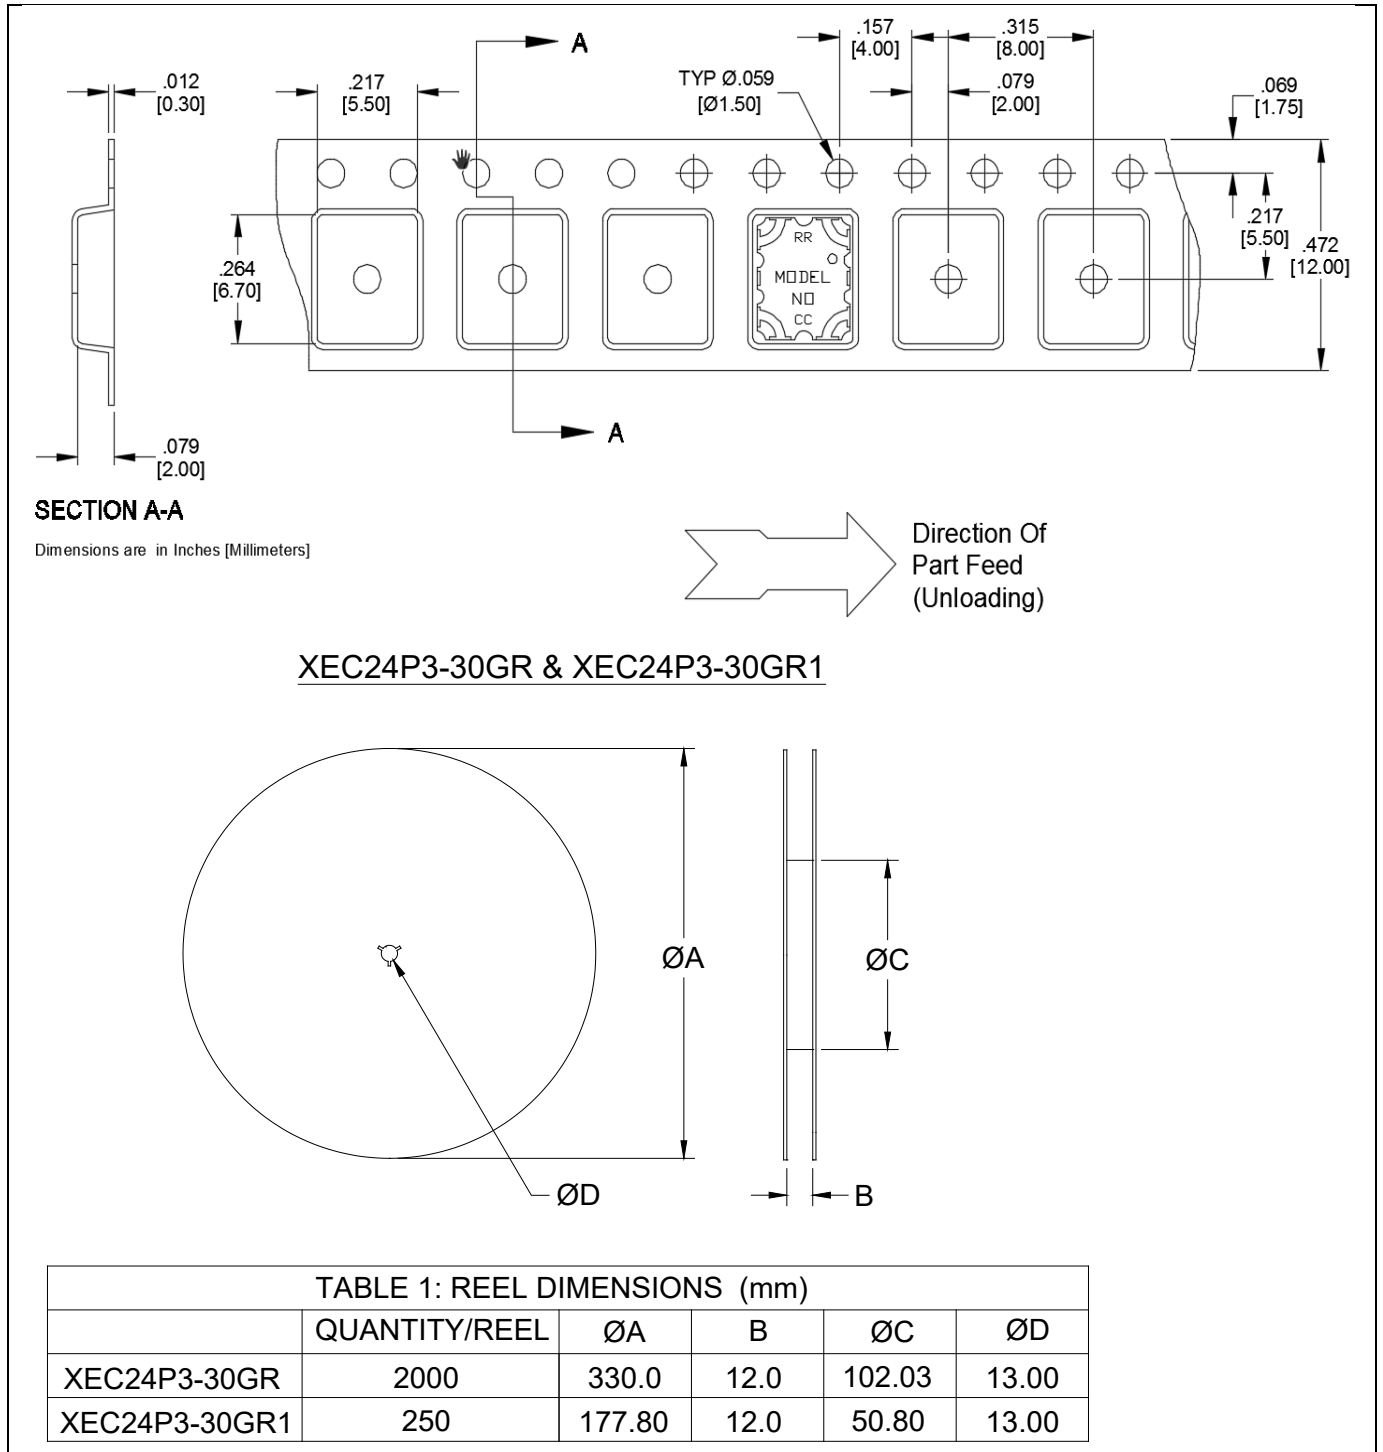 A
.157
[4.00]
.315
[8.00]
.012
[0.30]
.217
[5.50]
TYP Ø.059
[Ø1.50]
.079
[2.00]
.069
[1.75]
.264
[6.70]
RR
MODEL
NO
CC
.217
[5.50]
.472
[12.00]
A
.079
[2.00]
SECTION A-A
Dimensions are in Inches [Millimeters]
Direction Of
Part Feed
(Unloading)
XEC24P3-30GR & XEC24P3-30GR1
ØA
ØC
ØD
B
TABLE 1: REEL DIMENSIONS (mm)
QUANTITY/REEL ØA B ØC ØD
XEC24P3-30GR 2000 330.0 12.0 102.03 13.00
XEC24P3-30GR1 250 177.80 12.0 50.80 13.00